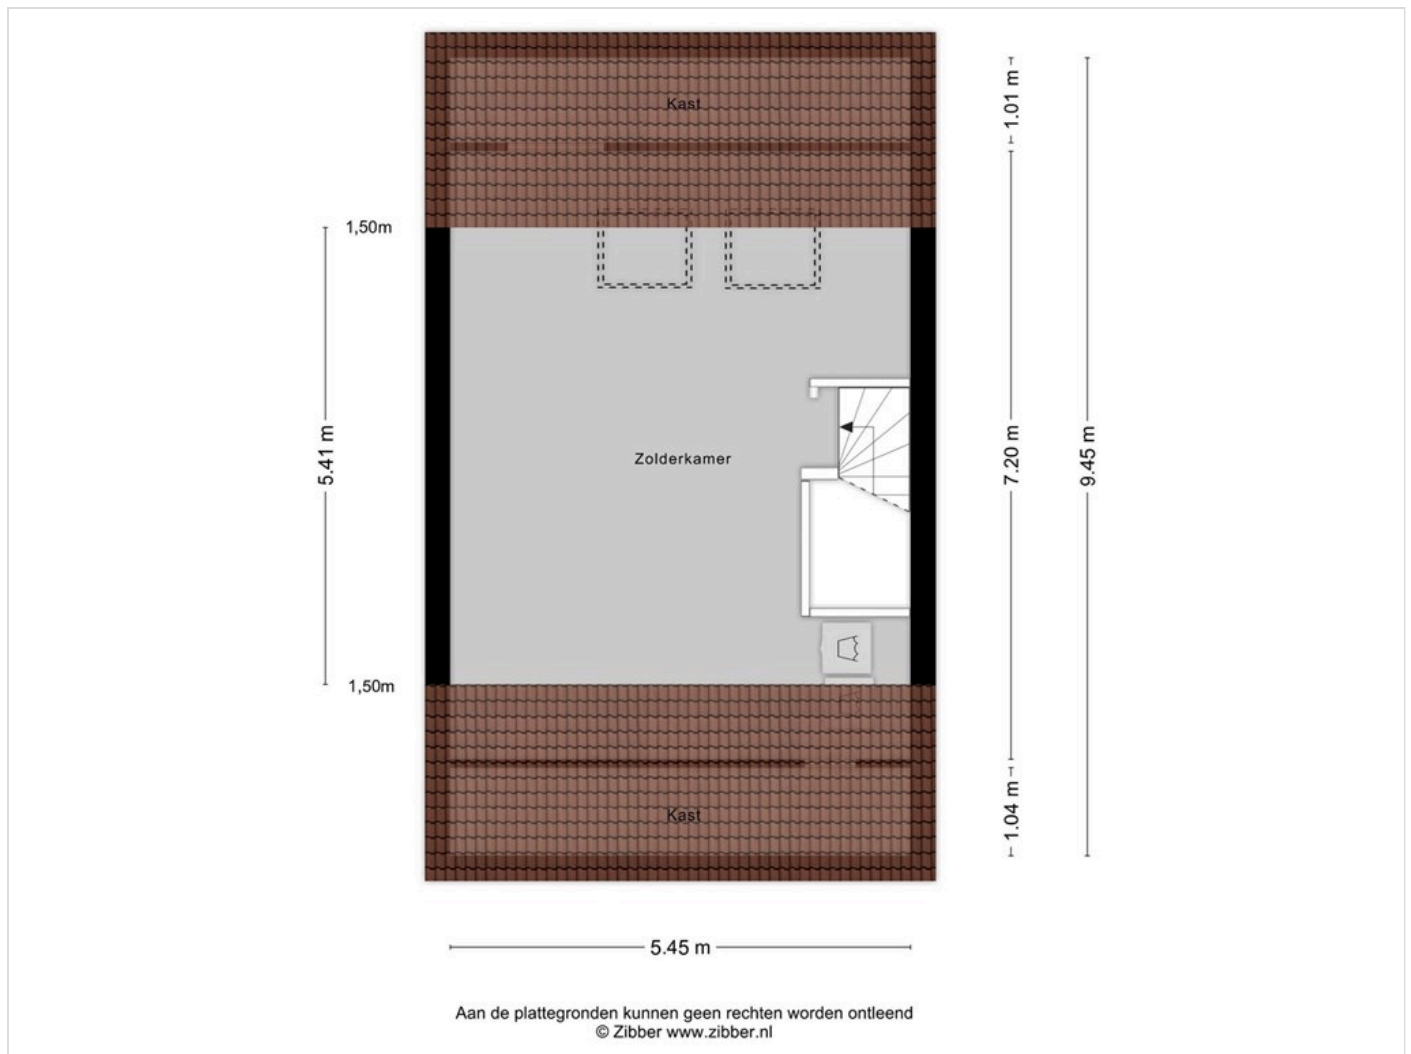 Kast
1.01 m
1,50m
5.41 m
Zolderkamer
7.20 m
9.45 m
1,50m
Kast
1.04 m
5.45 m
Aan de plattegronden kunnen geen rechten worden ontleend
© Zibber www.zibber.nl